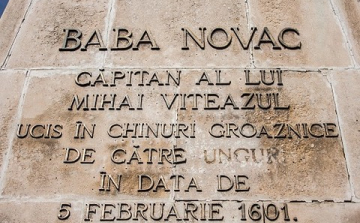 BABA NOVAC
CĂPITAN AL LUI
MIHAI VITEAZUL
UCIS ÎN CHINURI GROAZNICE
DE CĂTRE UNGURI
ÎN DATA DE
5 FEBRUARIE 1601.